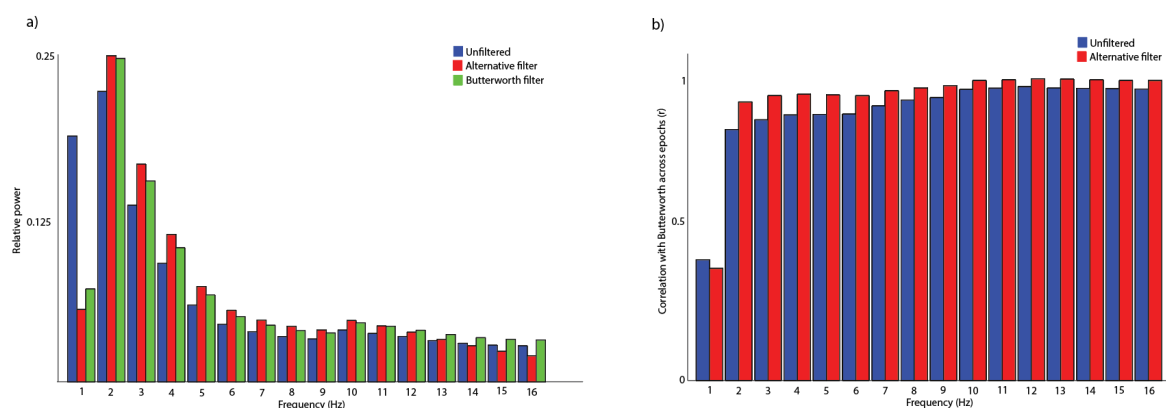 a)
0.25
Unfiltered
Alternative filter
Butterworth filter
Relative power
0.125
1 2 3 4 5 6 7 8 9 10 11 12 13 14 15 16
Frequency (Hz)
b)
Unfiltered
Alternative filter
1
Correlation with Butterworth across epochs (r)
0.5
0
1 2 3 4 5 6 7 8 9 10 11 12 13 14 15 16
Frequency (Hz)